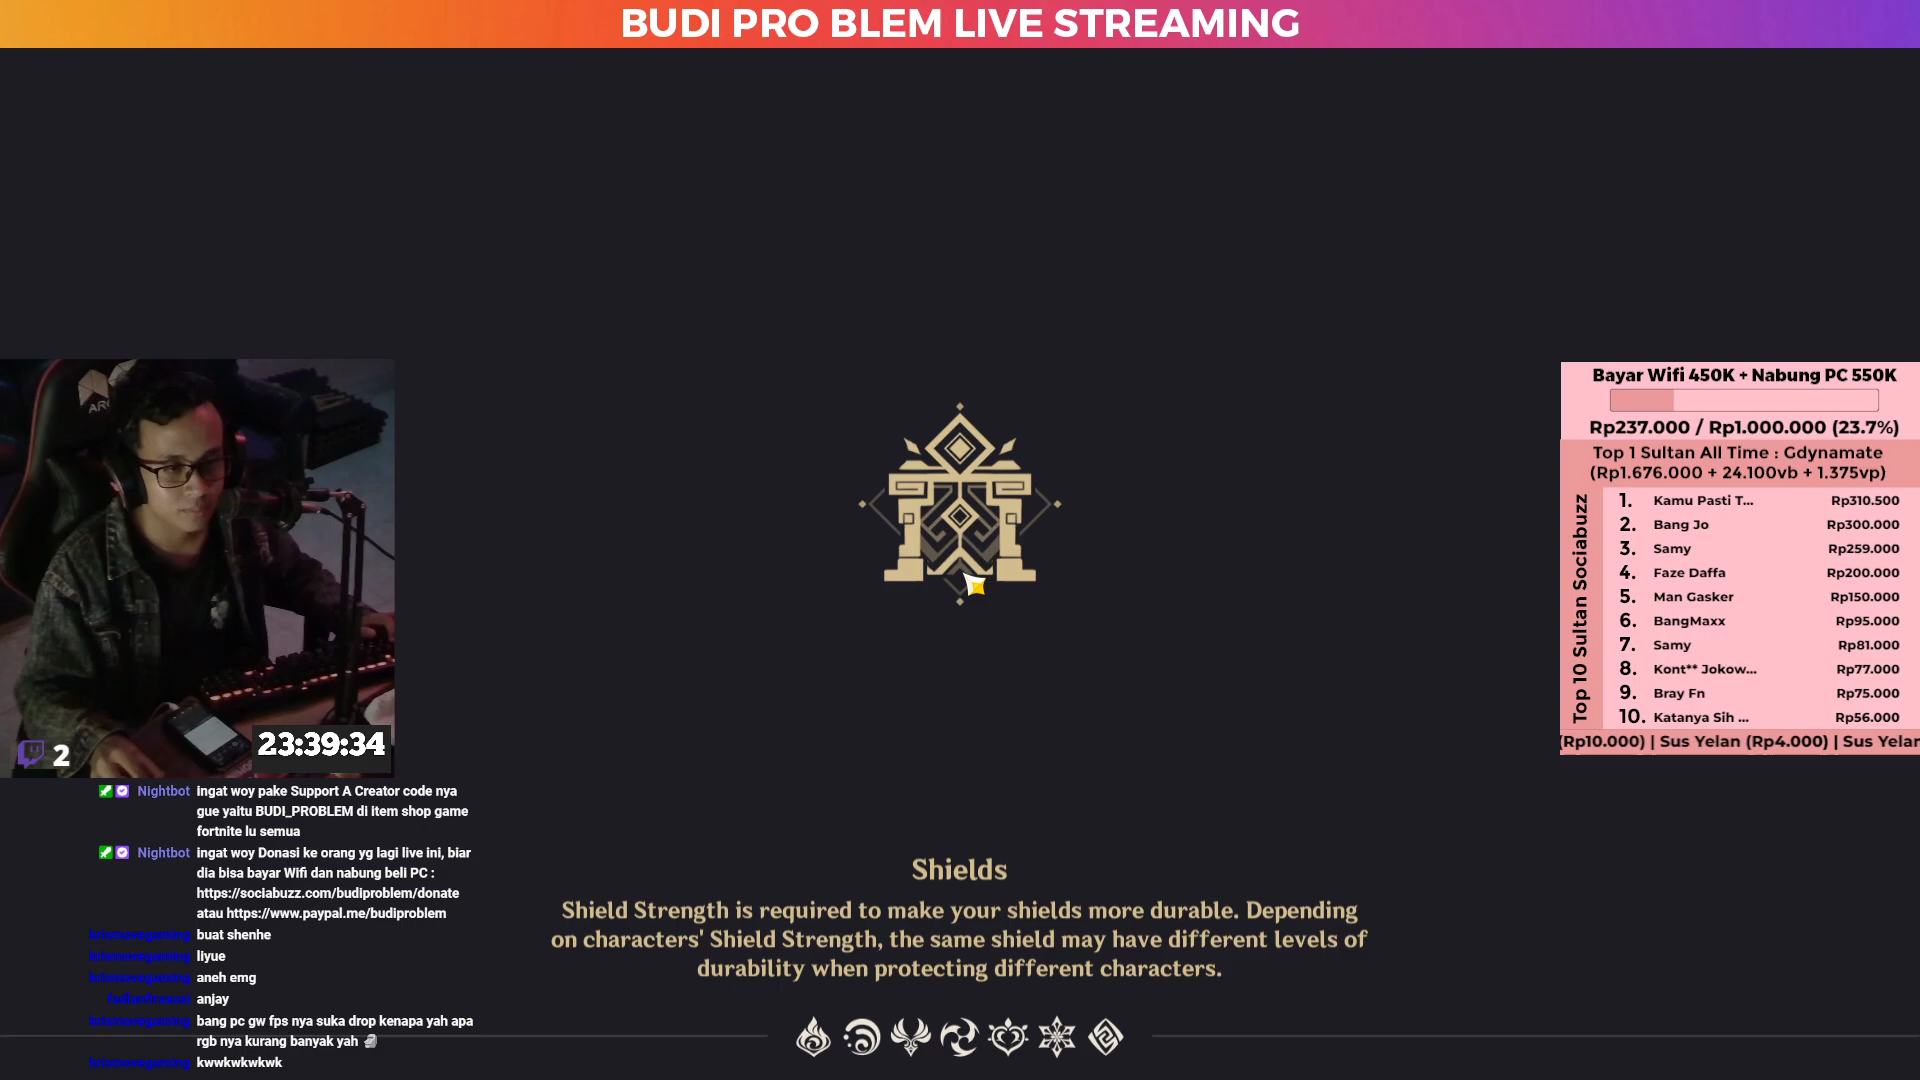 BUDI PRO BLEM LIVE STREAMING
Bayar Wifi 450K + Nabung PC 550K
Rp237.000 / Rp1.000.000 (23.7%)
Top 1 Sultan All Time : Gdynamate
(Rp1.676.000 + 24.100vb + 1.375vp)
Top 10 Sultan Sociabuzz
1. Kamu Pasti T... Rp310.500
2. Bang Jo Rp300.000
3. Samy Rp259.000
4. Faze Daffa Rp200.000
5. Man Gasker Rp150.000
6. BangMaxx Rp95.000
7. Samy Rp81.000
8. Kont** Jokow... Rp77.000
9. Bray Fn Rp75.000
10. Katanya Sih ... Rp56.000
(Rp10.000) | Sus Yelan (Rp4.000) | Sus Yelan
2
23:39:34
Nightbot ingat woy pake Support A Creator code nya
gue yaitu BUDI_PROBLEM di item shop game
fortnite lu semua
Nightbot ingat woy Donasi ke orang yg lagi live ini, biar
dia bisa bayar Wifi dan nabung beli PC :
https://sociabuzz.com/budiproblem/donate
atau https://www.paypal.me/budiproblem
buat shenhe
liyue
aneh emg
anjay
bang pc gw fps nya suka drop kenapa yah apa
rgb nya kurang banyak yah
kwwkwkwkwk
Shields
Shield Strength is required to make your shields more durable. Depending
on characters' Shield Strength, the same shield may have different levels of
durability when protecting different characters.